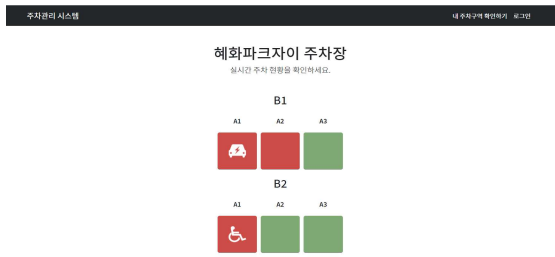 주차관리 시스템
내 주차구역 확인하기 로그인
혜화파크자이 주차장
실시간 주차 현황을 확인하세요.
B1
A1 A2 A3
B2
A1 A2 A3